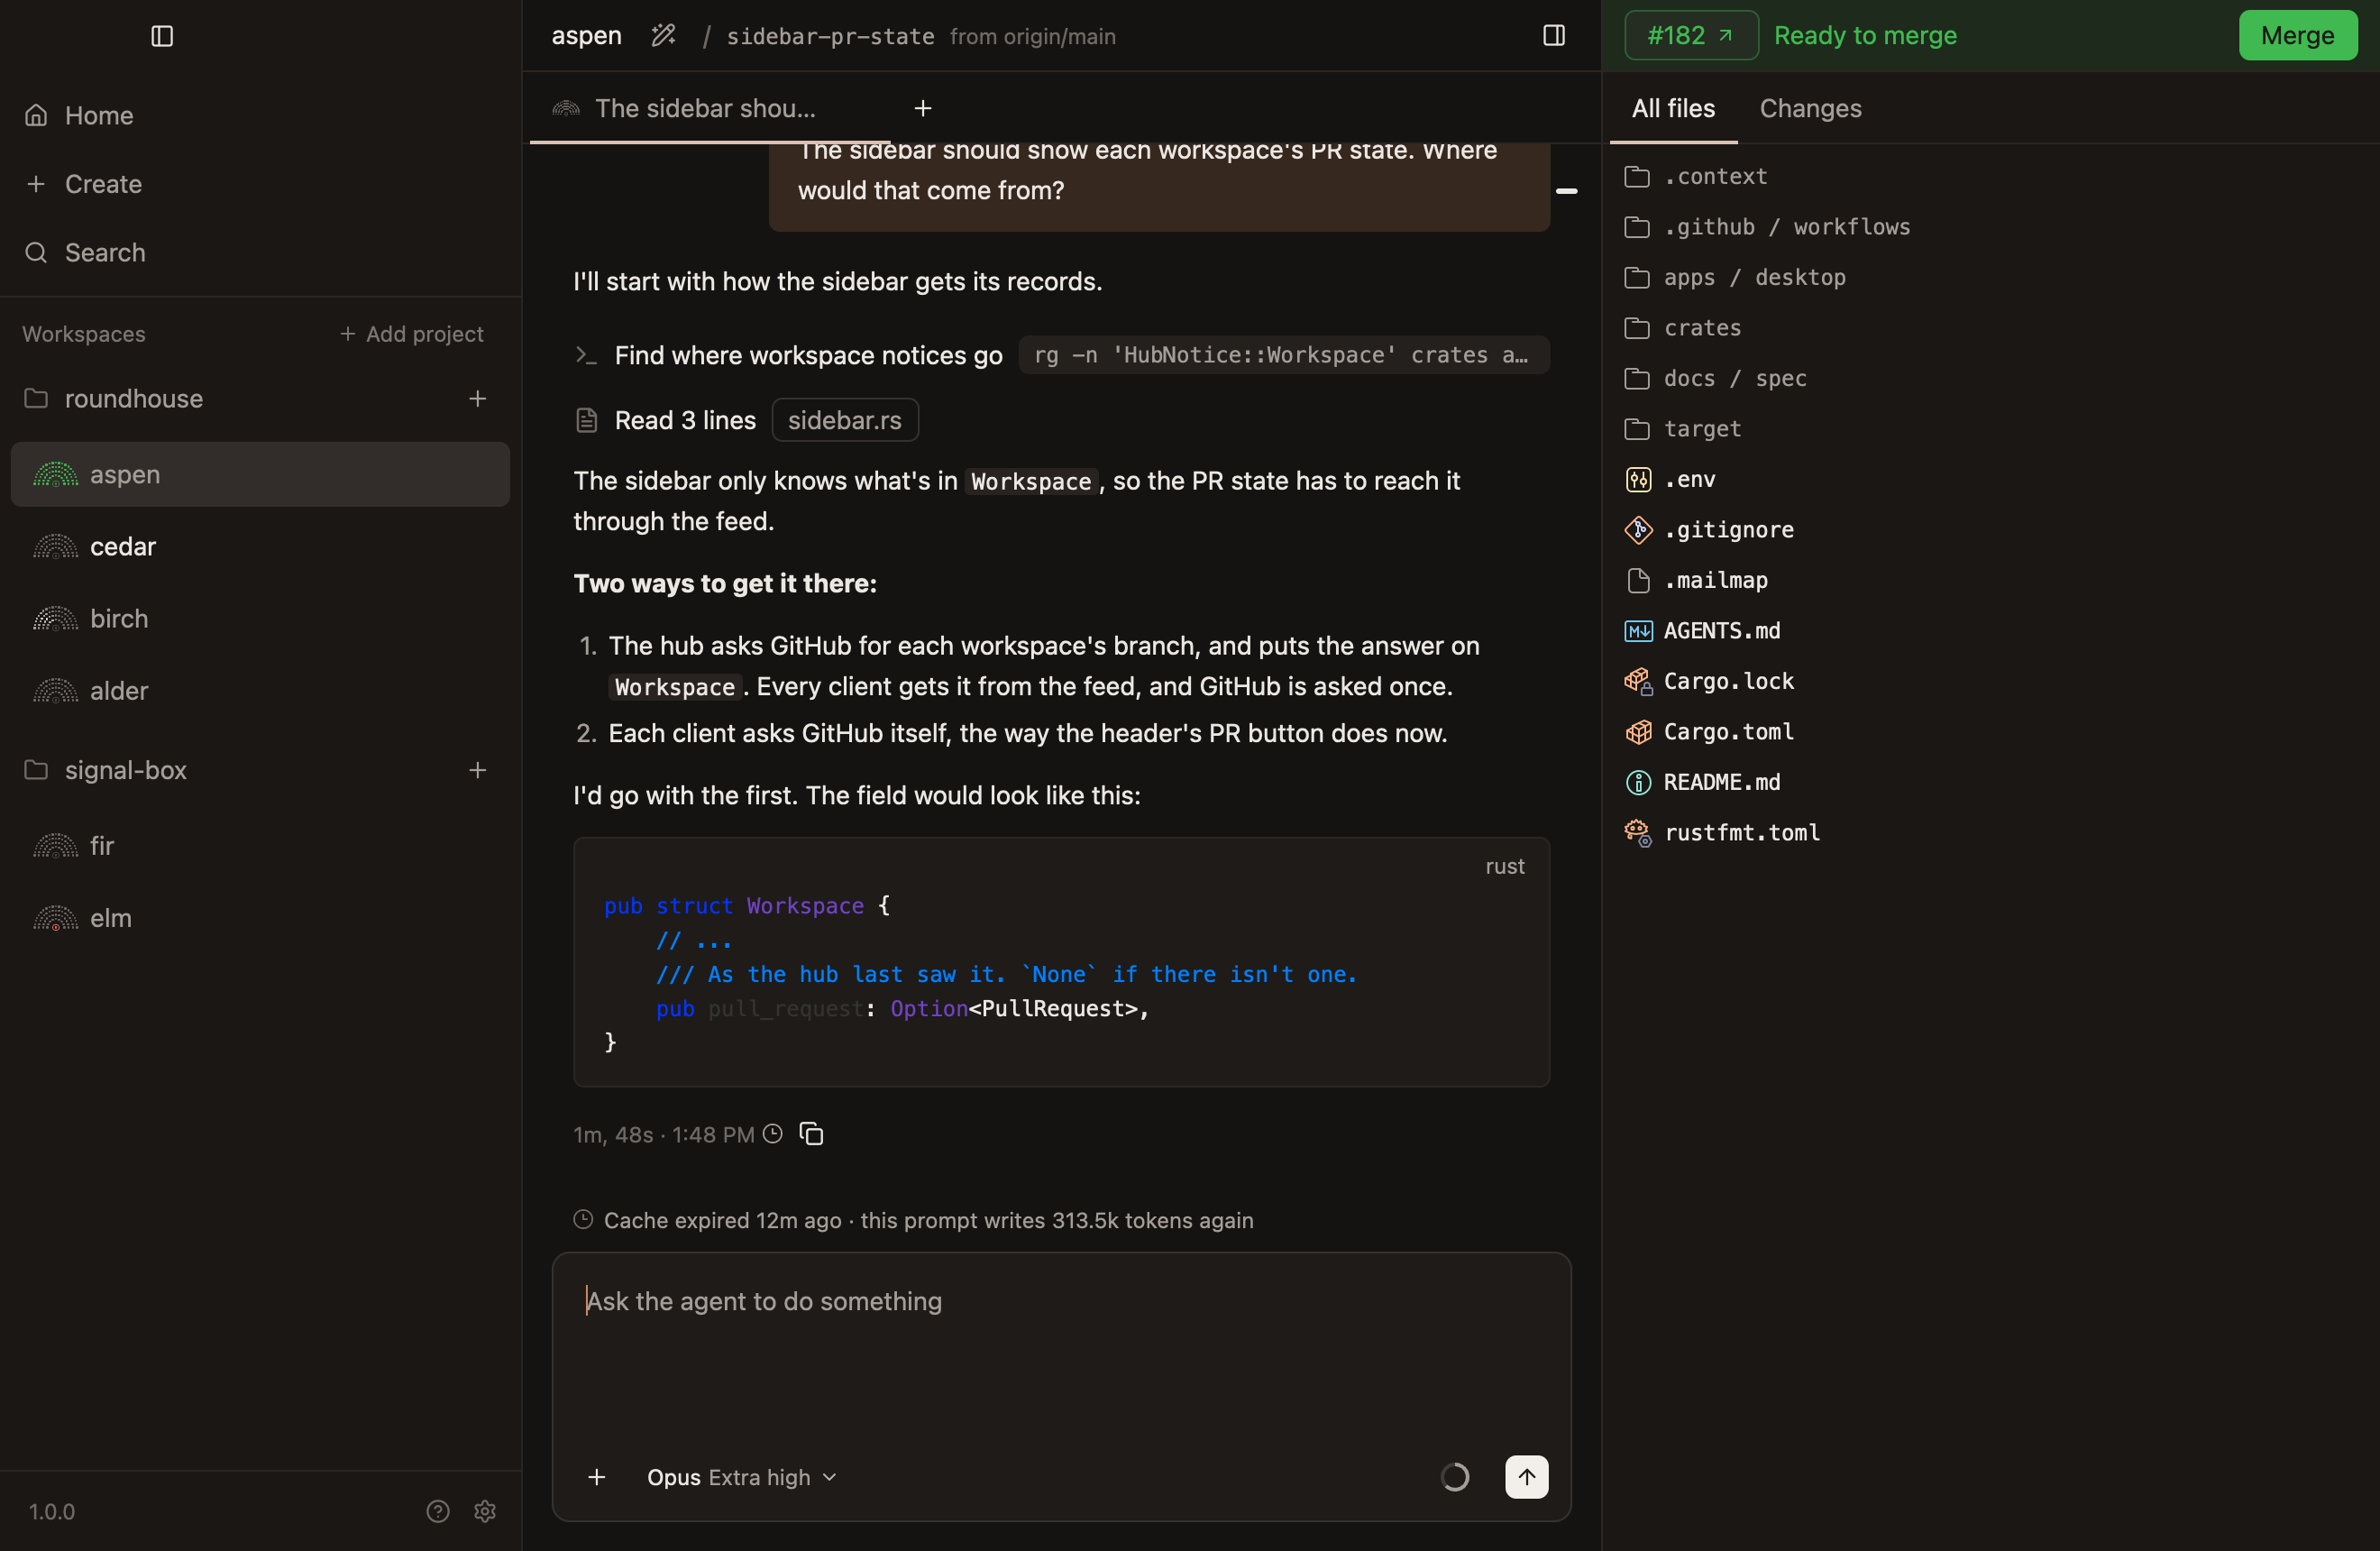 Home
Create
Search
Workspaces
Add project
roundhouse
aspen
cedar
birch
alder
signal-box
fir
elm
1.0.0
aspen / sidebar-pr-state from origin/main
The sidebar shou...
The sidebar should show each workspace's PR state. Where
would that come from?
I'll start with how the sidebar gets its records.
Find where workspace notices go rg -n 'HubNotice::Workspace' crates a…
Read 3 lines sidebar.rs
The sidebar only knows what's in Workspace, so the PR state has to reach it
through the feed.
Two ways to get it there:
1. The hub asks GitHub for each workspace's branch, and puts the answer on
Workspace. Every client gets it from the feed, and GitHub is asked once.
2. Each client asks GitHub itself, the way the header's PR button does now.
I'd go with the first. The field would look like this:
rust
pub struct Workspace {
// ...
/// As the hub last saw it. `None` if there isn't one.
pub pull_request: Option<PullRequest>,
}
1m, 48s · 1:48 PM
Cache expired 12m ago · this prompt writes 313.5k tokens again
Ask the agent to do something
Opus Extra high
#182 Ready to merge
Merge
All files Changes
.context
.github / workflows
apps / desktop
crates
docs / spec
target
.env
.gitignore
.mailmap
AGENTS.md
Cargo.lock
Cargo.toml
README.md
rustfmt.toml